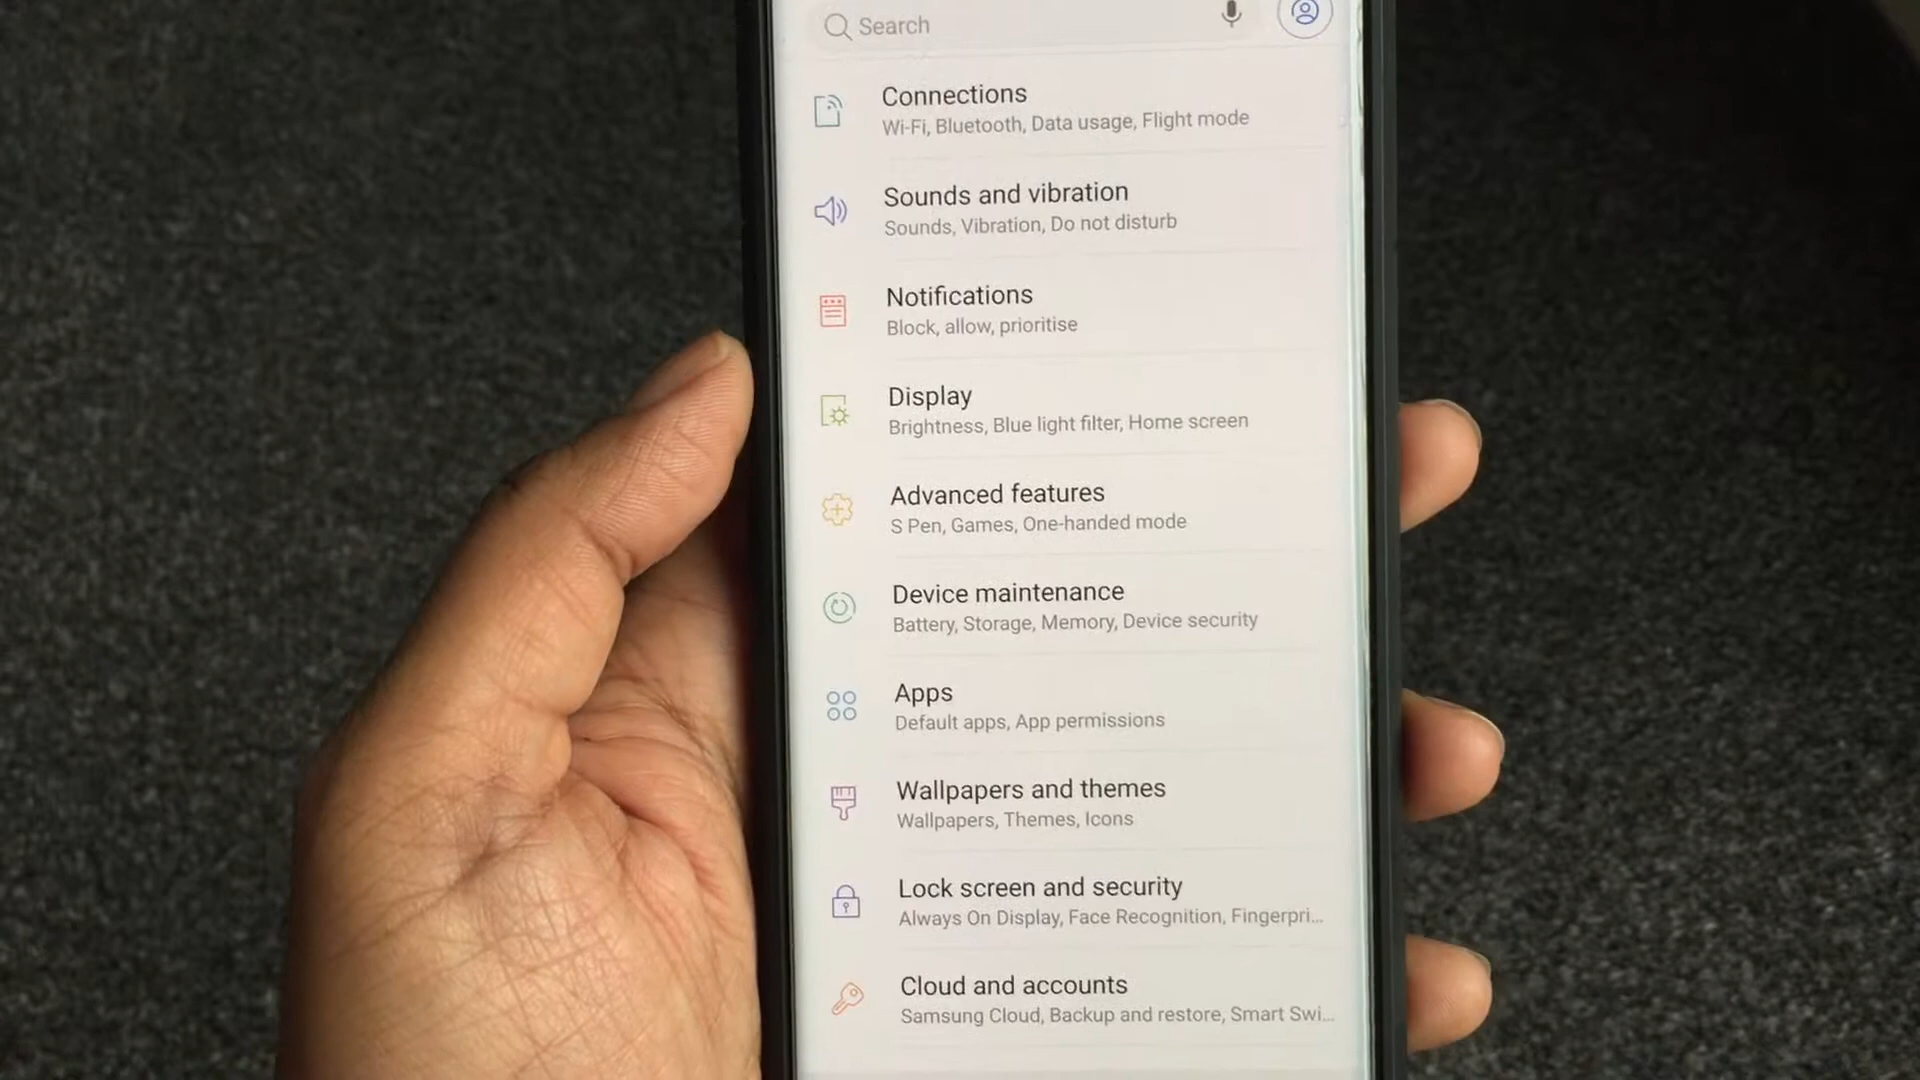 Search
Connections
Wi-Fi, Bluetooth, Data usage, Flight mode
Sounds and vibration
Sounds, Vibration, Do not disturb
Notifications
Block, allow, prioritise
Display
Brightness, Blue light filter, Home screen
Advanced features
S Pen, Games, One-handed mode
Device maintenance
Battery, Storage, Memory, Device security
Apps
Default apps, App permissions
Wallpapers and themes
Wallpapers, Themes, Icons
Lock screen and security
Always On Display, Face Recognition, Fingerpri...
Cloud and accounts
Samsung Cloud, Backup and restore, Smart Swi...